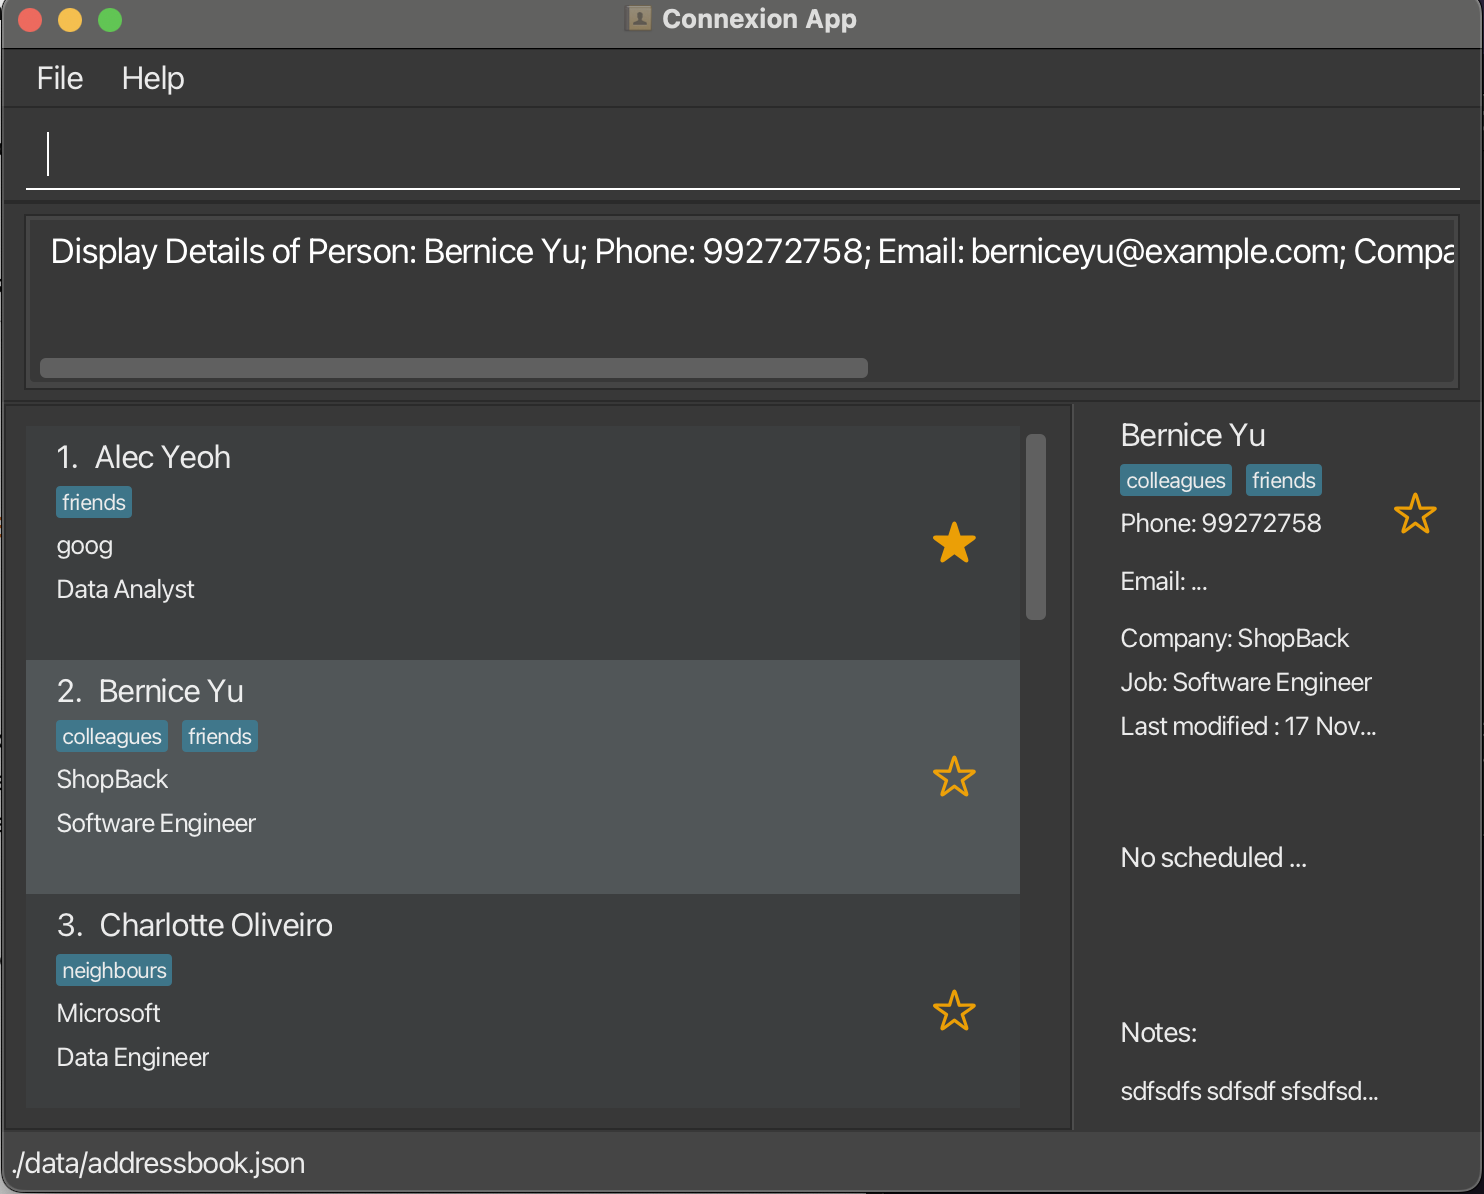 Connexion App
File Help
Display Details of Person: Bernice Yu; Phone: 99272758; Email: berniceyu@example.com; Compa
1. Alec Yeoh
friends
goog
Data Analyst
2. Bernice Yu
colleagues friends
ShopBack
Software Engineer
3. Charlotte Oliveiro
neighbours
Microsoft
Data Engineer
Bernice Yu
colleagues friends
Phone: 99272758
Email: ...
Company: ShopBack
Job: Software Engineer
Last modified : 17 Nov...
No scheduled ...
Notes:
sdfsdfs sdfsdf sfsdfsd...
./data/addressbook.json